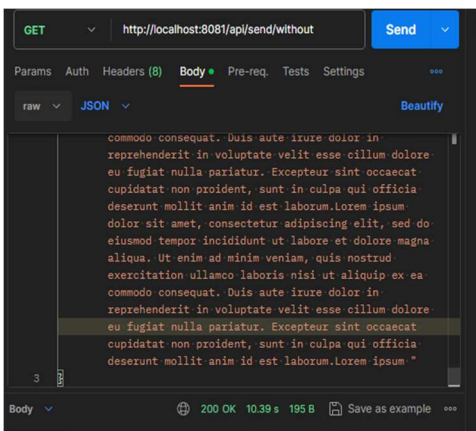 GET http://localhost:8081/api/send/without Send
Params Auth Headers (8) Body Pre-req. Tests Settings
raw JSON Beautify
commodo consequat. Duis aute irure dolor in
reprehenderit in voluptate velit esse cillum dolore
eu fugiat nulla pariatur. Excepteur sint occaecat
cupidatat non proident, sunt in culpa qui officia
deserunt mollit anim id est laborum.Lorem ipsum
dolor sit amet, consectetur adipiscing elit, sed do
eiusmod tempor incididunt ut labore et dolore magna
aliqua. Ut enim ad minim veniam, quis nostrud
exercitation ullamco laboris nisi ut aliquip ex ea
commodo consequat. Duis aute irure dolor in
reprehenderit in voluptate velit esse cillum dolore
eu fugiat nulla pariatur. Excepteur sint occaecat
cupidatat non proident, sunt in culpa qui officia
deserunt mollit anim id est laborum.Lorem ipsum "
3 }
Body 200 OK 10.39 s 195 B Save as example